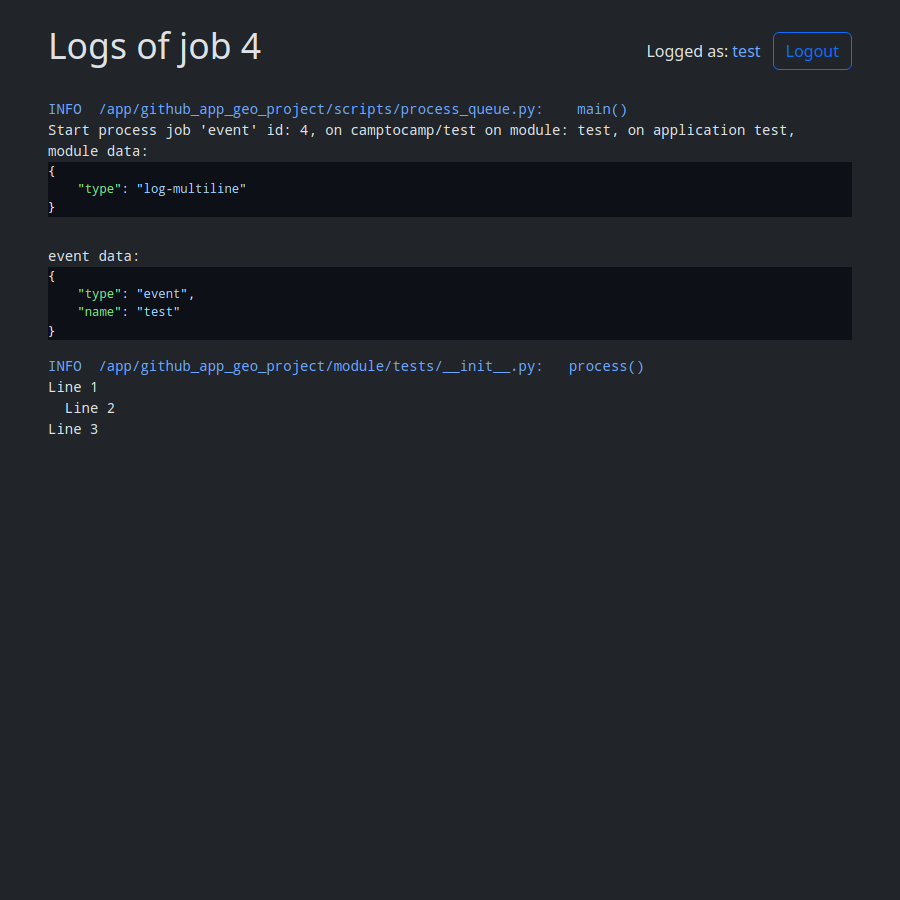 Logs of job 4
Logged as: test Logout
INFO  /app/github_app_geo_project/scripts/process_queue.py:    main()
Start process job 'event' id: 4, on camptocamp/test on module: test, on application test,
module data:
{
    "type": "log-multiline"
}
event data:
{
    "type": "event",
    "name": "test"
}
INFO  /app/github_app_geo_project/module/tests/__init__.py:   process()
Line 1
  Line 2
Line 3